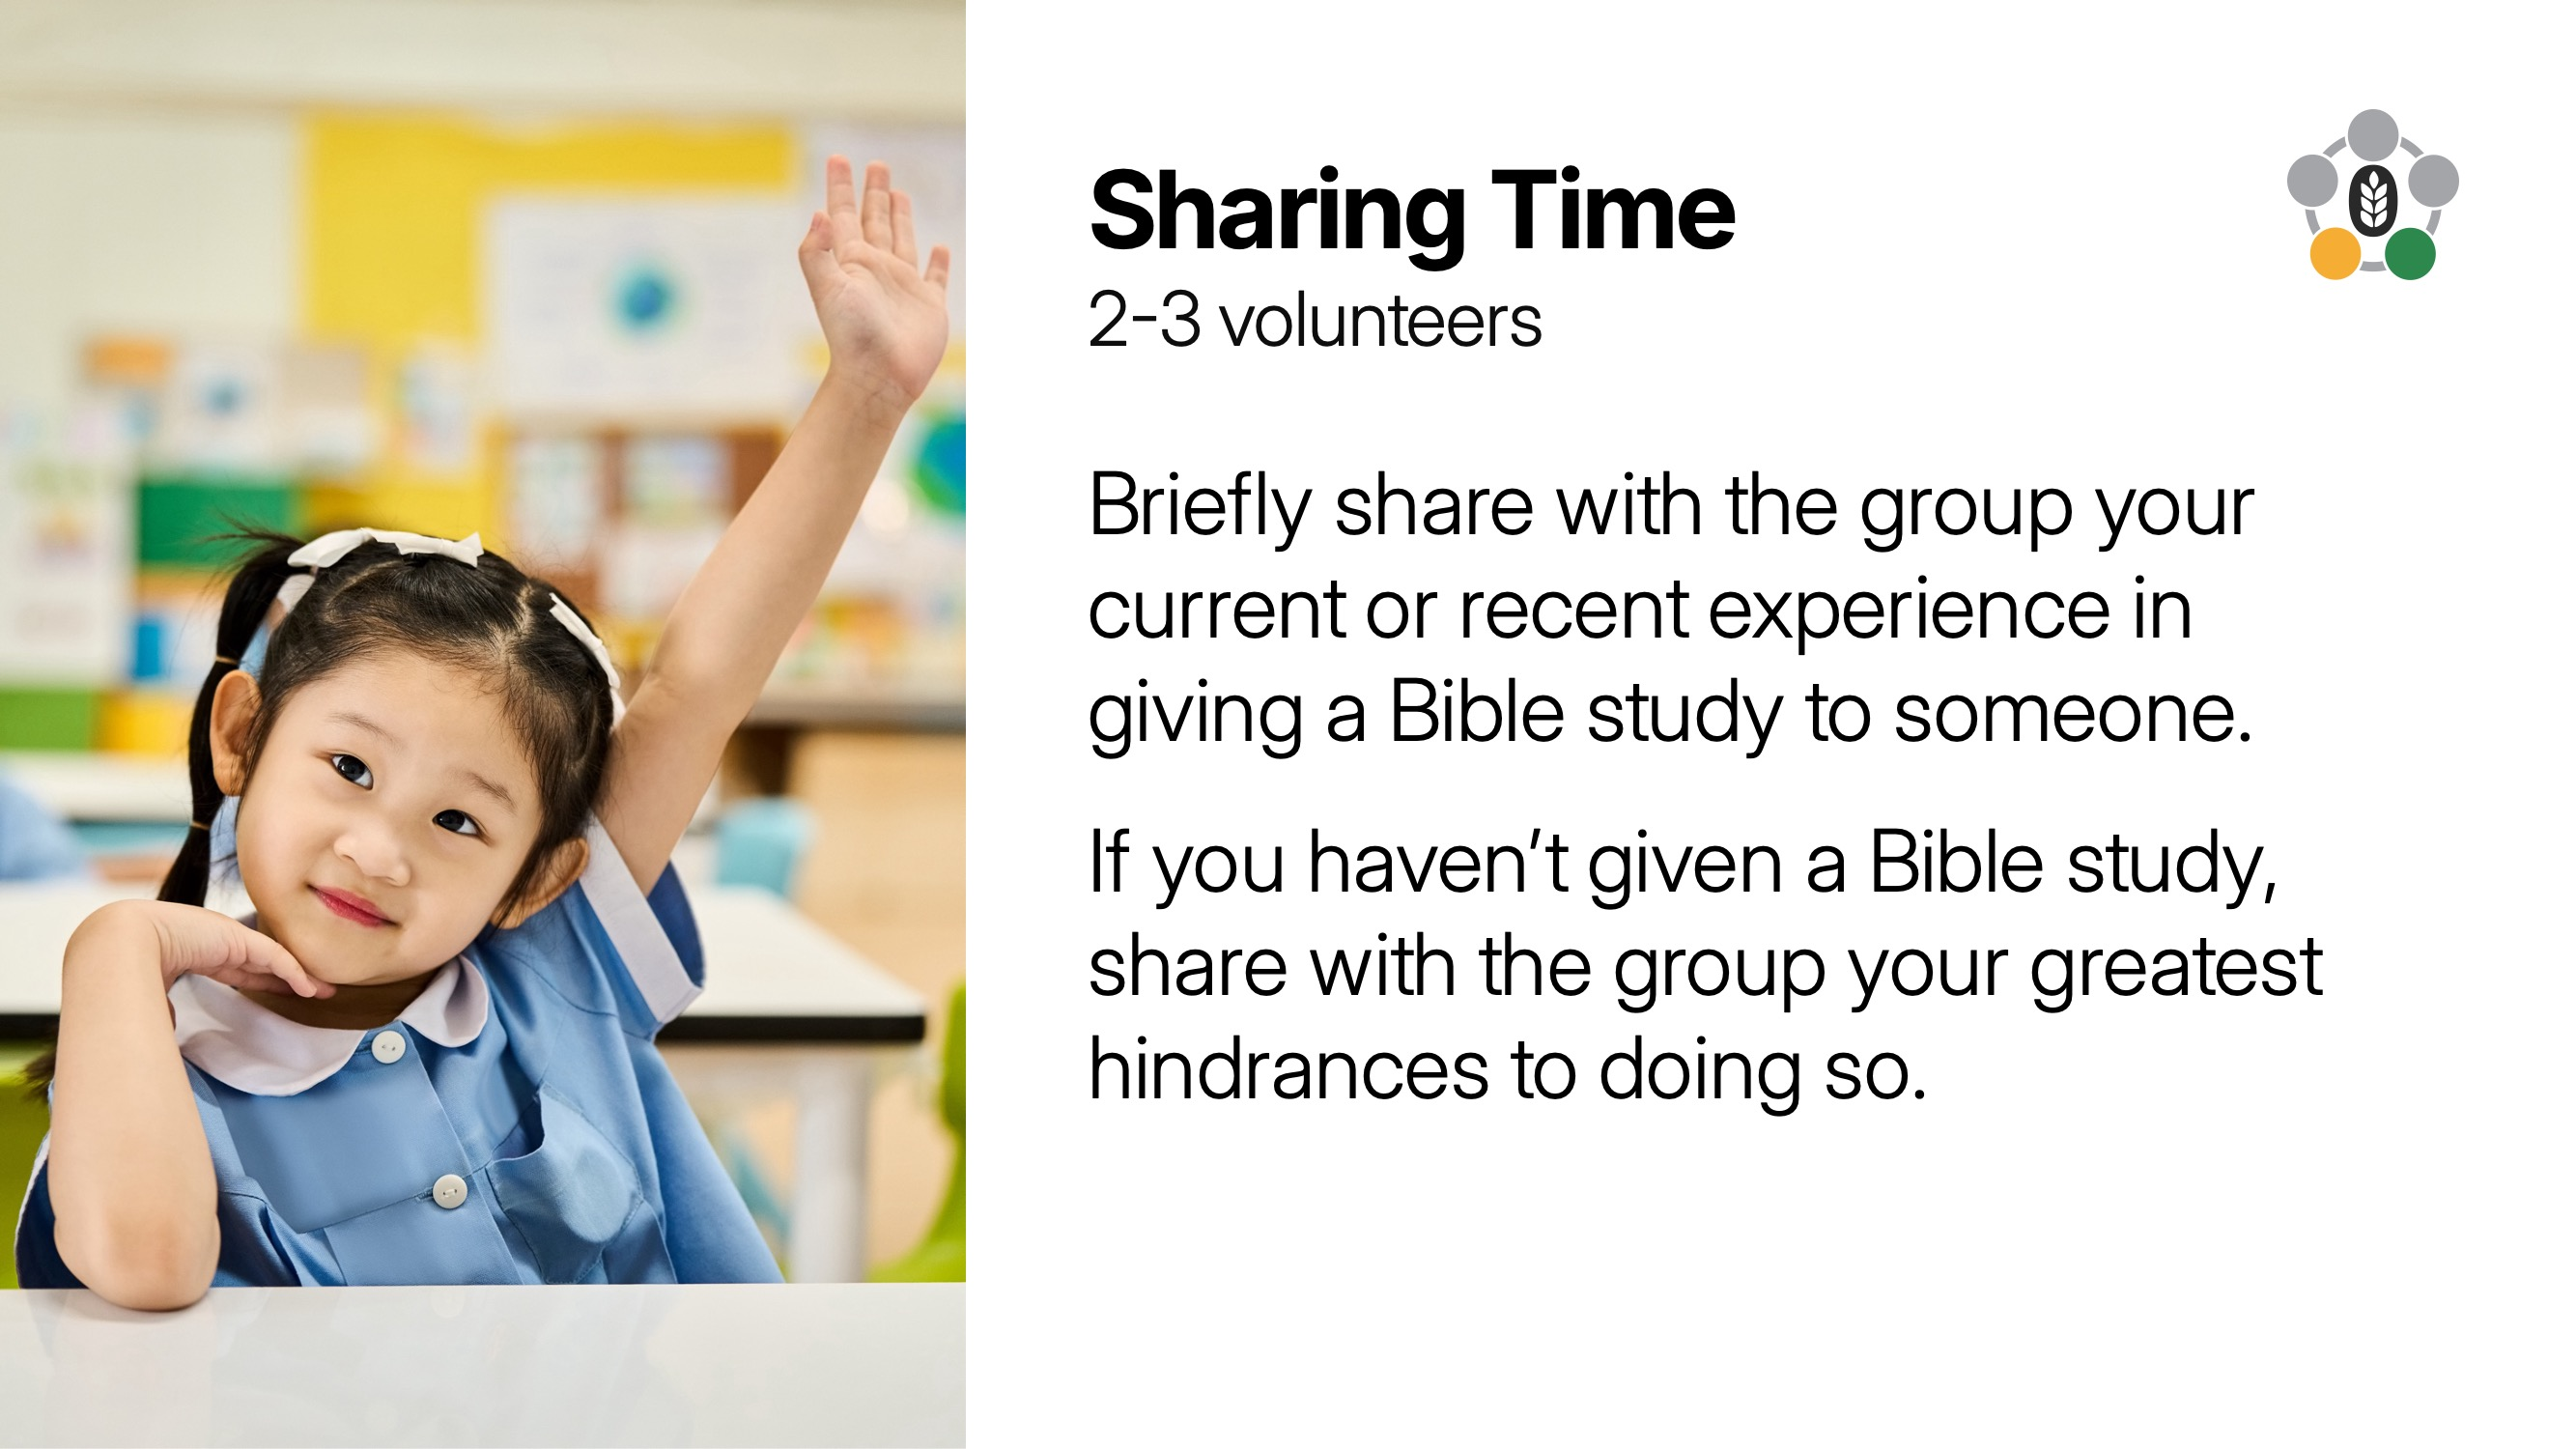 Sharing Time
2-3 volunteers
Briefly share with the group your
current or recent experience in
giving a Bible study to someone.
If you haven’t given a Bible study,
share with the group your greatest
hindrances to doing so.